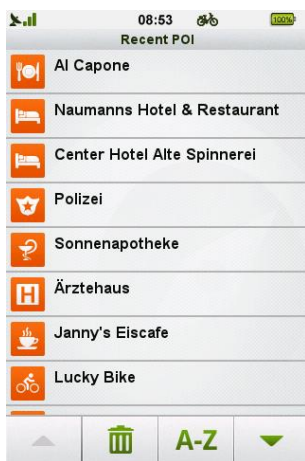 08:53
100%
Recent POI
Al Capone
Naumanns Hotel & Restaurant
Center Hotel Alte Spinnerei
Polizei
Sonnenapotheke
H Ärztehaus
Janny's Eiscafe
Lucky Bike
A-Z